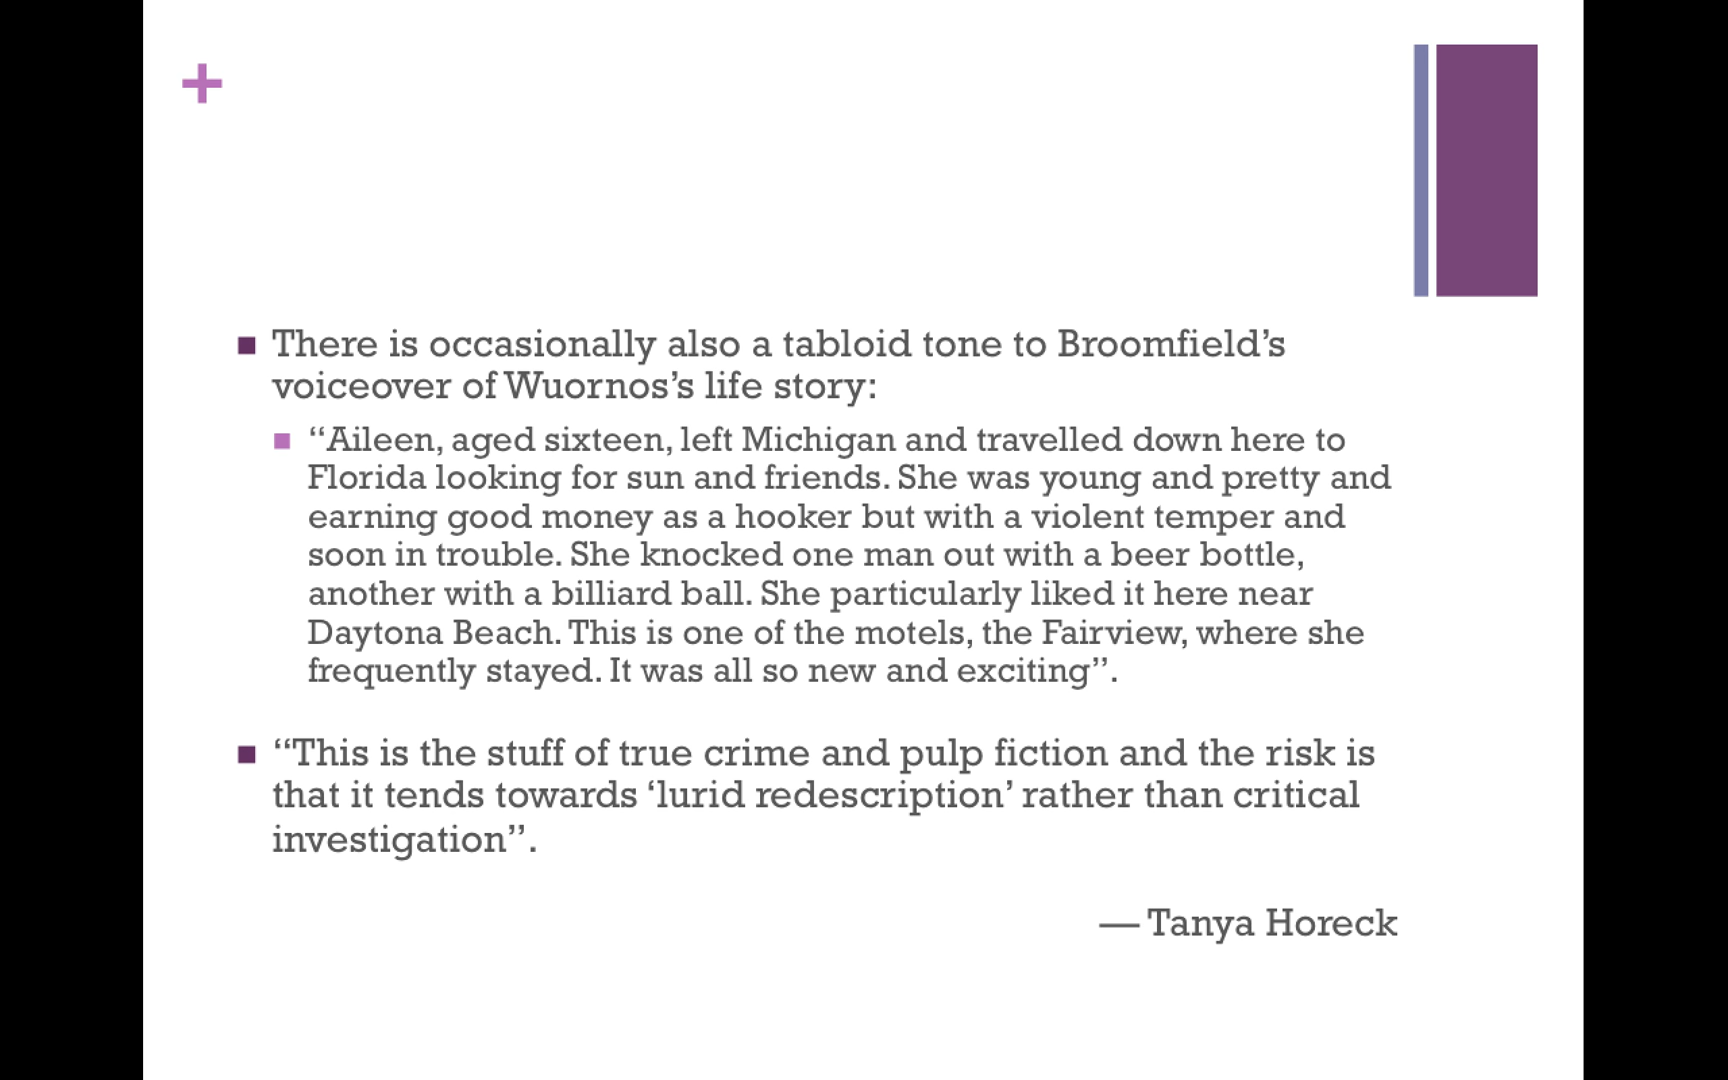 There is occasionally also a tabloid tone to Broomfield’s
voiceover of Wuornos’s life story:
“Aileen, aged sixteen, left Michigan and travelled down here to
Florida looking for sun and friends. She was young and pretty and
earning good money as a hooker but with a violent temper and
soon in trouble. She knocked one man out with a beer bottle,
another with a billiard ball. She particularly liked it here near
Daytona Beach. This is one of the motels, the Fairview, where she
frequently stayed. It was all so new and exciting”.
“This is the stuff of true crime and pulp fiction and the risk is
that it tends towards ‘lurid redescription’ rather than critical
investigation”.
— Tanya Horeck